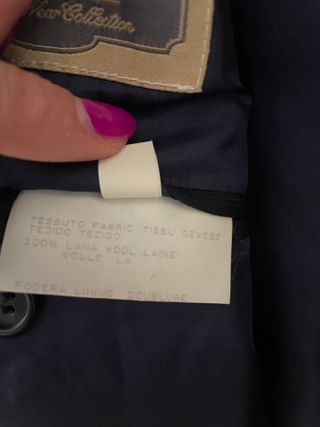 Wear Collection
TESSUTO FABRIC TISSU GEWEBE
TEJIDO TECIDO
100% LANA WOOL LAINE
WOLLE LA
FODERA LINING DOUBLURE